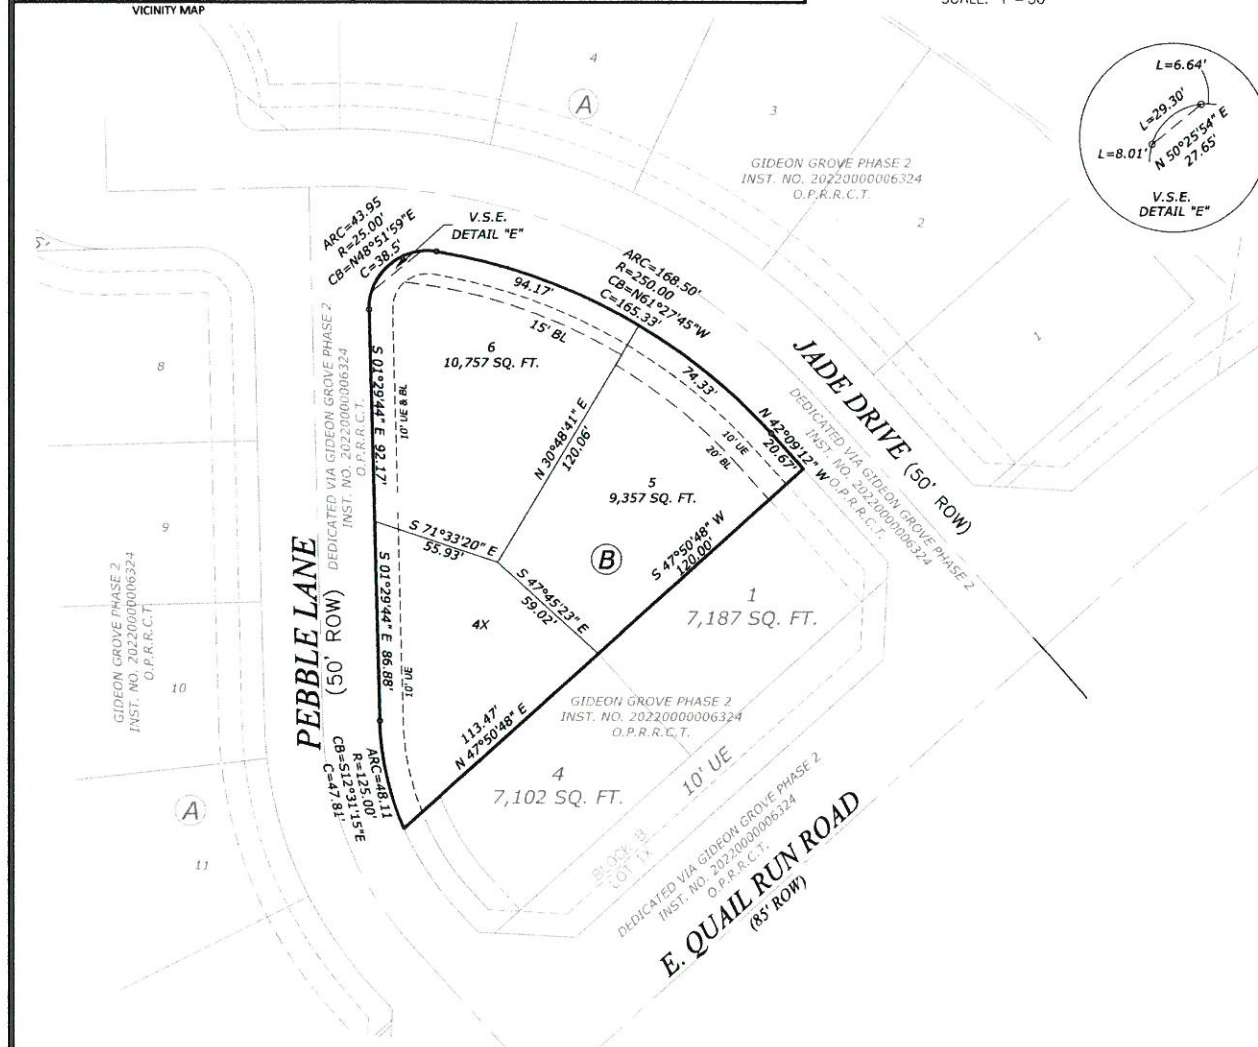 VICINITY MAP
4
A
3
2
1
GIDEON GROVE PHASE 2
INST. NO. 20220000006324
O.P.R.R.C.T.
L=6.64'
L=29.30'
L=8.01'
N 50°25'54" E
27.65'
V.S.E.
DETAIL "E"
ARC=43.95
R=25.00'
CB=N48°51'59"E
C=38.5'
V.S.E.
DETAIL "E"
ARC=168.50'
R=250.00
CB=N61°27'45"W
C=165.33'
94.17'
15' BL
6
10,757 SQ. FT.
74.33'
JADE DRIVE (50' ROW)
DEDICATED VIA GIDEON GROVE PHASE 2
INST. NO. 20220000006324
O.P.R.R.C.T.
N 42°09'12" W
20.67'
10' UE
20' BL
S 01°29'44" E 92.17'
10' UE & BL
DEDICATED VIA GIDEON GROVE PHASE 2
INST. NO. 20220000006324
O.P.R.R.C.T.
N 30°48'41" E
120.06'
5
9,357 SQ. FT.
8
9
10
A
11
GIDEON GROVE PHASE 2
INST. NO. 20220000006324
O.P.R.R.C.T.
PEBBLE LANE
(50' ROW)
S 71°33'20" E
55.93'
B
S 47°50'48" W
120.00'
S 47°45'23" E
59.02'
1
7,187 SQ. FT.
4X
S 01°29'44" E 86.88'
10' UE
113.47'
N 47°50'48" E
GIDEON GROVE PHASE 2
INST. NO. 20220000006324
O.P.R.R.C.T.
ARC=48.11
R=125.00'
CB=S12°31'15"E
C=47.81'
4
7,102 SQ. FT.
10' UE
BLOCK B
LOT 1X
DEDICATED VIA GIDEON GROVE PHASE 2
INST. NO. 20220000006324
O.P.R.R.C.T.
E. QUAIL RUN ROAD
(85' ROW)